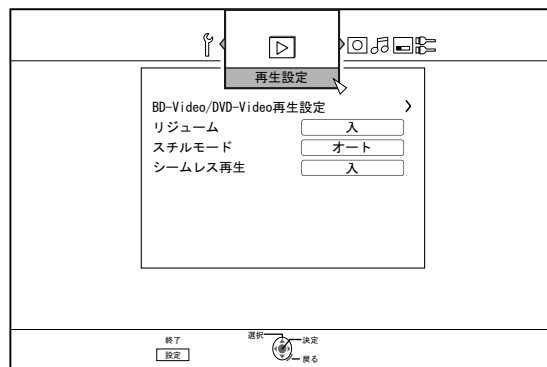 再生設定
BD-Video/DVD-Video再生設定
リジューム 入
スチルモード オート
シームレス再生 入
終了
設定
選択
決定
戻る